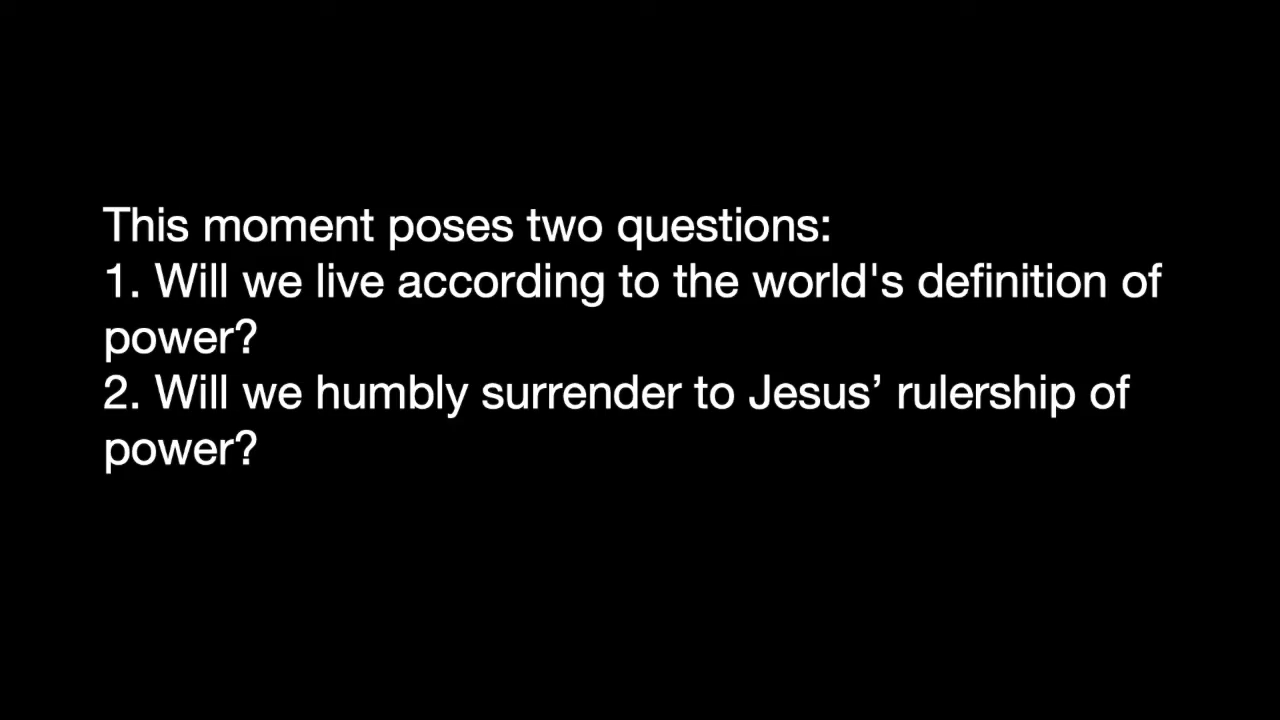 This moment poses two questions:
1. Will we live according to the world's definition of
power?
2. Will we humbly surrender to Jesus’ rulership of
power?